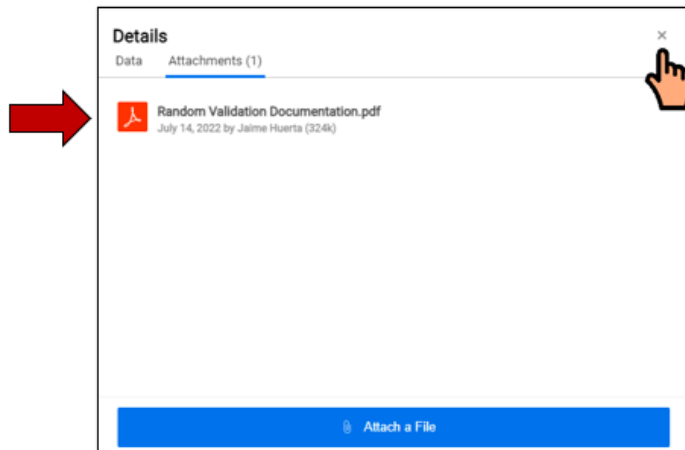 Details
Data Attachments (1)
Random Validation Documentation.pdf
July 14, 2022 by Jaime Huerta (324k)
Attach a File